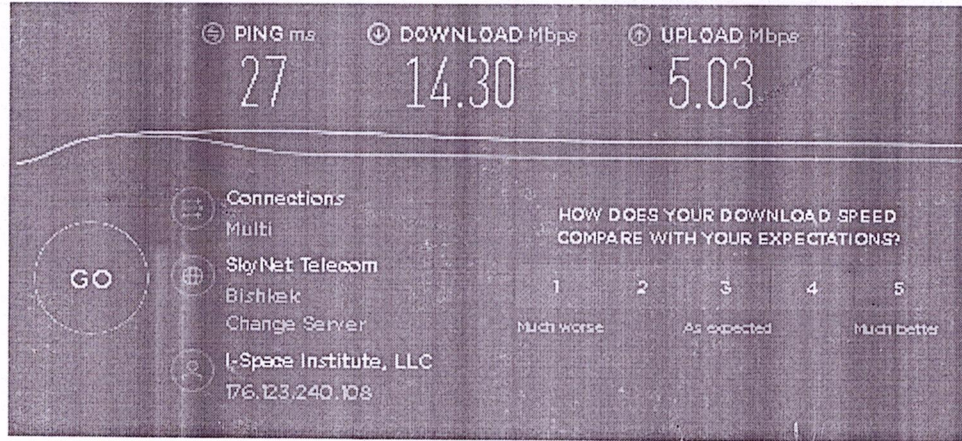 PING ms DOWNLOAD Mbps UPLOAD Mbps
27 14.30 5.03
Connections
Multi
GO
SkyNet Telecom
Bishkek
Change Server
I-Space Institute, LLC
176.123.240.108
HOW DOES YOUR DOWNLOAD SPEED
COMPARE WITH YOUR EXPECTATIONS?
1 2 3 4 5
Much worse As expected Much better